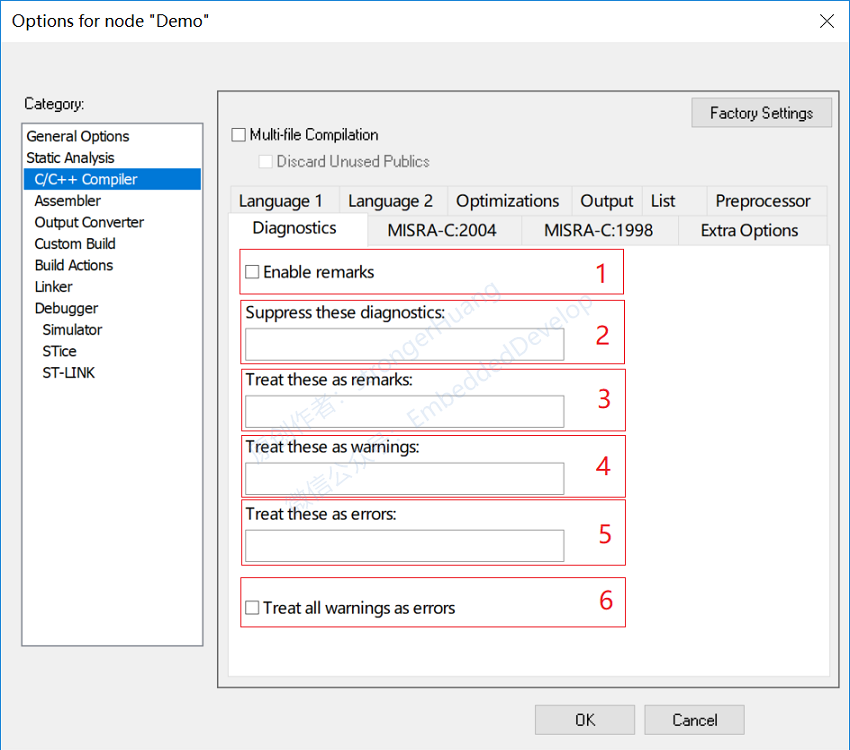 Options for node "Demo"
Category:
General Options
Static Analysis
C/C++ Compiler
Assembler
Output Converter
Custom Build
Build Actions
Linker
Debugger
Simulator
STice
ST-LINK
Factory Settings
Multi-file Compilation
Discard Unused Publics
Language 1 Language 2 Optimizations Output List Preprocessor
Diagnostics MISRA-C:2004 MISRA-C:1998 Extra Options
Enable remarks 1
Suppress these diagnostics:
2
Treat these as remarks:
3
Treat these as warnings:
4
Treat these as errors:
5
Treat all warnings as errors 6
原创作者：strongerHuang
微信公众号：EmbeddedDevelop
OK Cancel